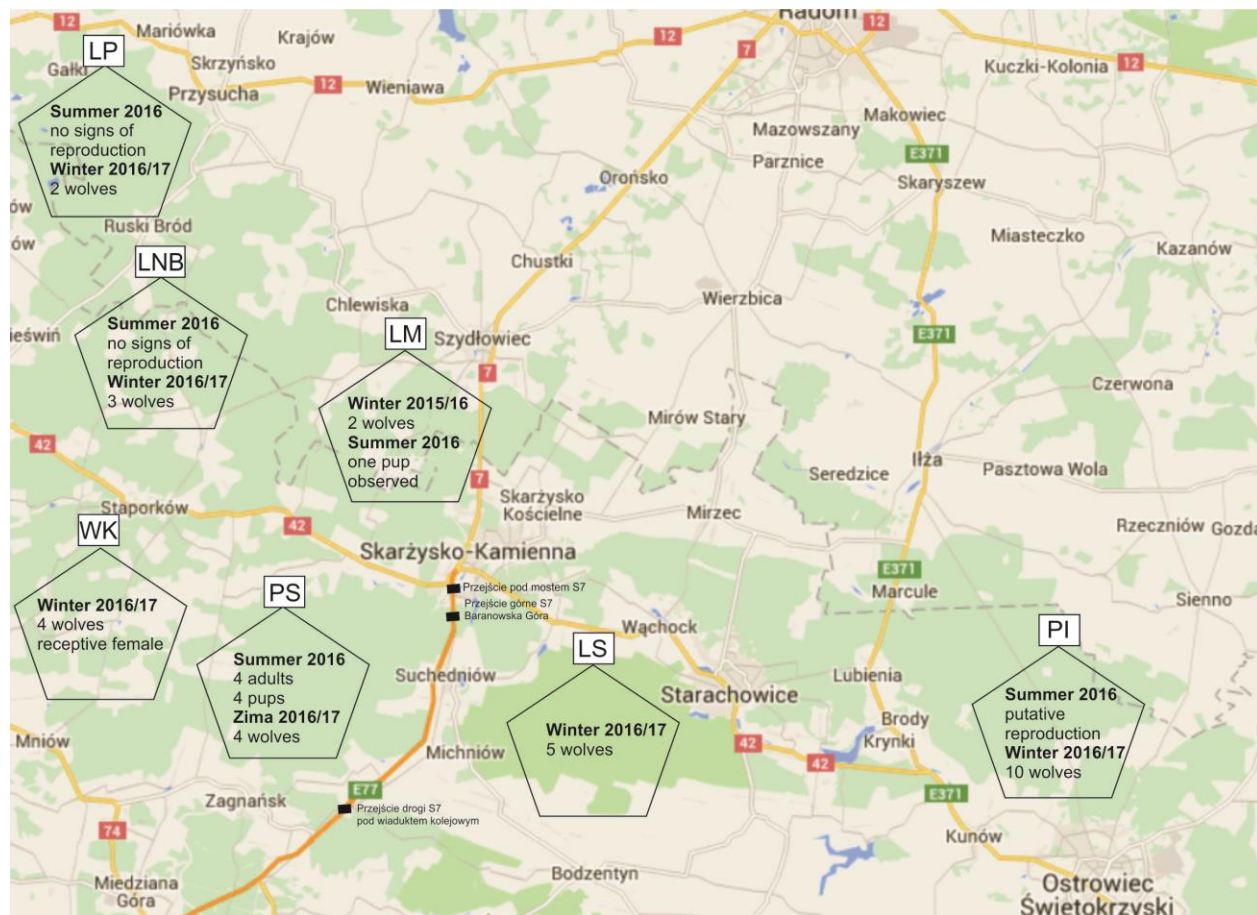 12
Mariówka
Krajów
Radom
12
12
LP
Gałki
Skrzyńsko
7
Kuczki-Kolonia
12
Przysucha
12
Wieniawa
Summer 2016
no signs of
reproduction
Winter 2016/17
2 wolves
Makowiec
Mazowszany
E371
Parznice
Orońsko
Skaryszew
ów
Ruski Bród
ów
Miasteczko
Kazanów
LNB
Chustki
Chlewiska
Wierzbica
Summer 2016
no signs of
reproduction
Winter 2016/17
3 wolves
ieświń
LM
Szydłowiec
E371
7
Czerwona
Winter 2015/16
2 wolves
Summer 2016
one pup
observed
Mirów Stary
42
Iłża
Seredzice
Pasztowa Wola
7
Staporków
Skarżysko
Kościelne
Mirzec
Rzeczniów
Gozda
42
WK
Skarżysko-Kamienna
E371
Przejście pod mostem S7
Marcule
Przejście górne S7
Baranowska Góra
Sienno
Winter 2016/17
4 wolves
receptive female
PS
Wąchock
PI
LS
Summer 2016
4 adults
4 pups
Zima 2016/17
4 wolves
Suchedniów
Starachowice
Lubienia
Summer 2016
putative
reproduction
Winter 2016/17
10 wolves
Winter 2016/17
5 wolves
Brody
Krynki
Mniów
Michniów
42
42
E77
Zagnańsk
E371
Przejście drogi S7
pod wiaduktem kolejowym
74
Kunów
Bodzentyn
Miedziana
Góra
Ostrowiec
Świętokrzyski